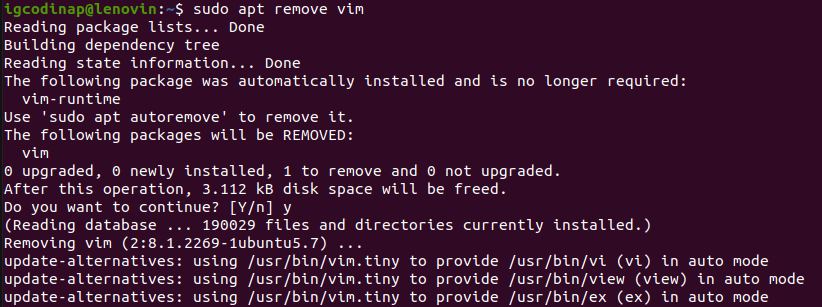 igcodinap@lenovin:~$ sudo apt remove vim
Reading package lists... Done
Building dependency tree
Reading state information... Done
The following package was automatically installed and is no longer required:
  vim-runtime
Use 'sudo apt autoremove' to remove it.
The following packages will be REMOVED:
  vim
0 upgraded, 0 newly installed, 1 to remove and 0 not upgraded.
After this operation, 3.112 kB disk space will be freed.
Do you want to continue? [Y/n] y
(Reading database ... 190029 files and directories currently installed.)
Removing vim (2:8.1.2269-1ubuntu5.7) ...
update-alternatives: using /usr/bin/vim.tiny to provide /usr/bin/vi (vi) in auto mode
update-alternatives: using /usr/bin/vim.tiny to provide /usr/bin/view (view) in auto mode
update-alternatives: using /usr/bin/vim.tiny to provide /usr/bin/ex (ex) in auto mode